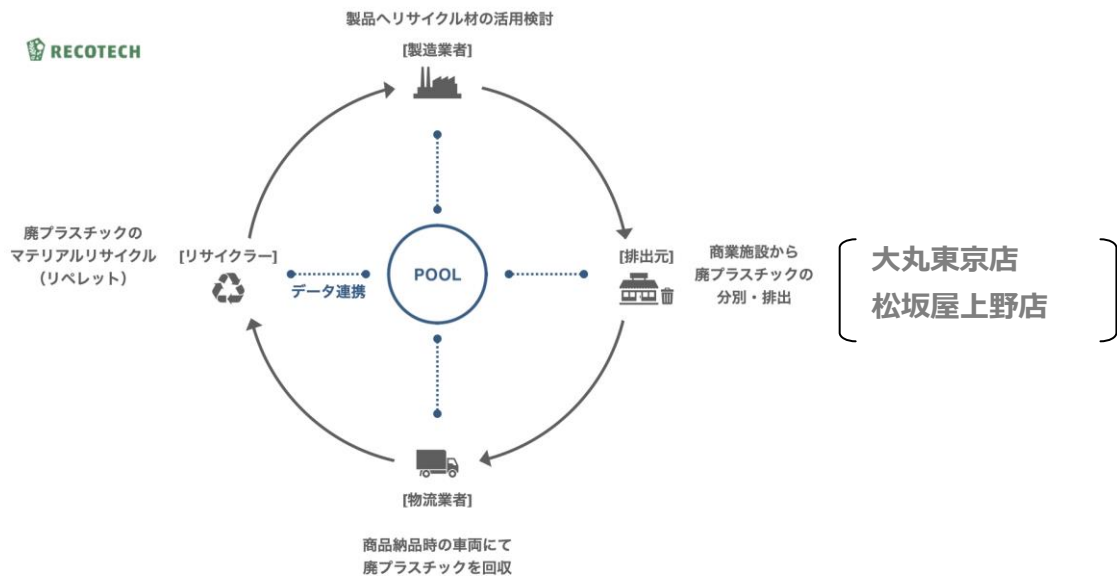 製品へリサイクル材の活用検討
RECOTECH
[製造業者]
廃プラスチックの
マテリアルリサイクル
（リペレット）
[リサイクラー]
データ連携
POOL
[排出元]
商業施設から
廃プラスチックの
分別・排出
大丸東京店
松坂屋上野店
[物流業者]
商品納品時の車両にて
廃プラスチックを回収